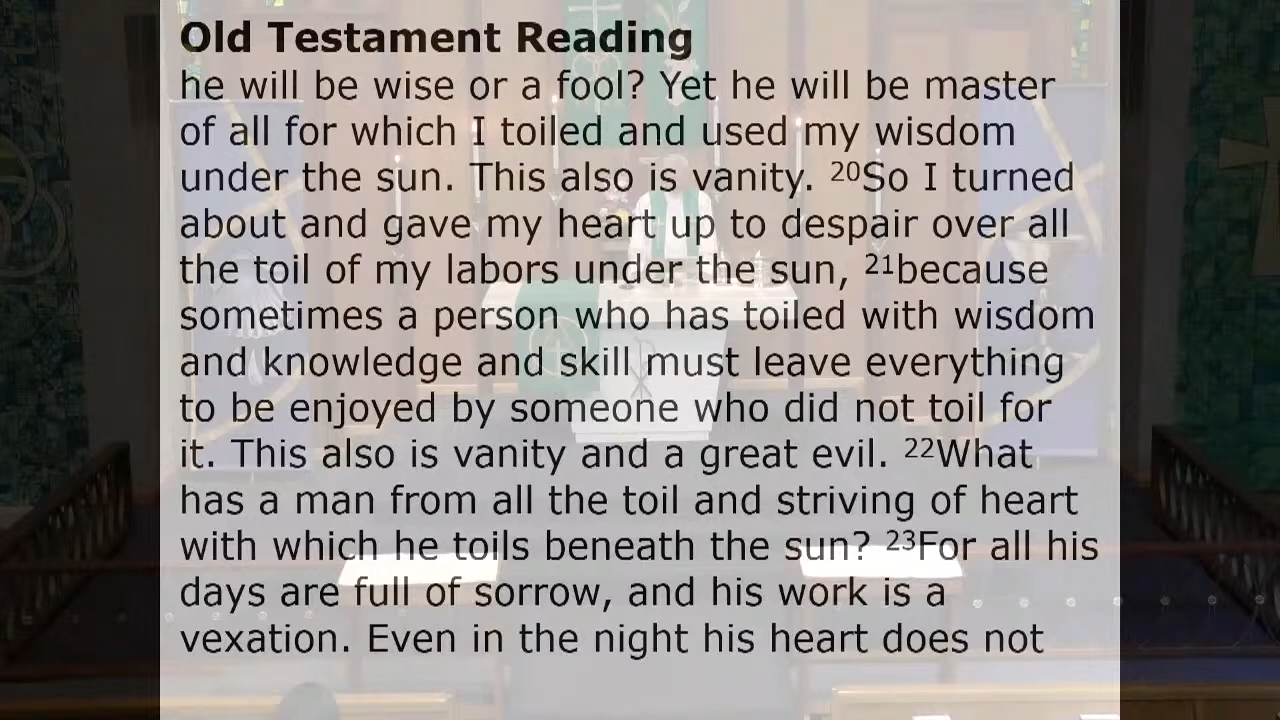 Old Testament Reading
he will be wise or a fool? Yet he will be master
of all for which I toiled and used my wisdom
under the sun. This also is vanity. ²⁰So I turned
about and gave my heart up to despair over all
the toil of my labors under the sun, ²¹because
sometimes a person who has toiled with wisdom
and knowledge and skill must leave everything
to be enjoyed by someone who did not toil for
it. This also is vanity and a great evil. ²²What
has a man from all the toil and striving of heart
with which he toils beneath the sun? ²³For all his
days are full of sorrow, and his work is a
vexation. Even in the night his heart does not